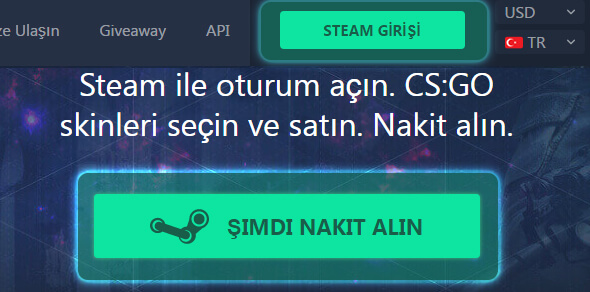 ze Ulaşın Giveaway API STEAM GİRİŞİ USD
TR
Steam ile oturum açın. CS:GO
skinleri seçin ve satın. Nakit alın.
ŞIMDI NAKIT ALIN